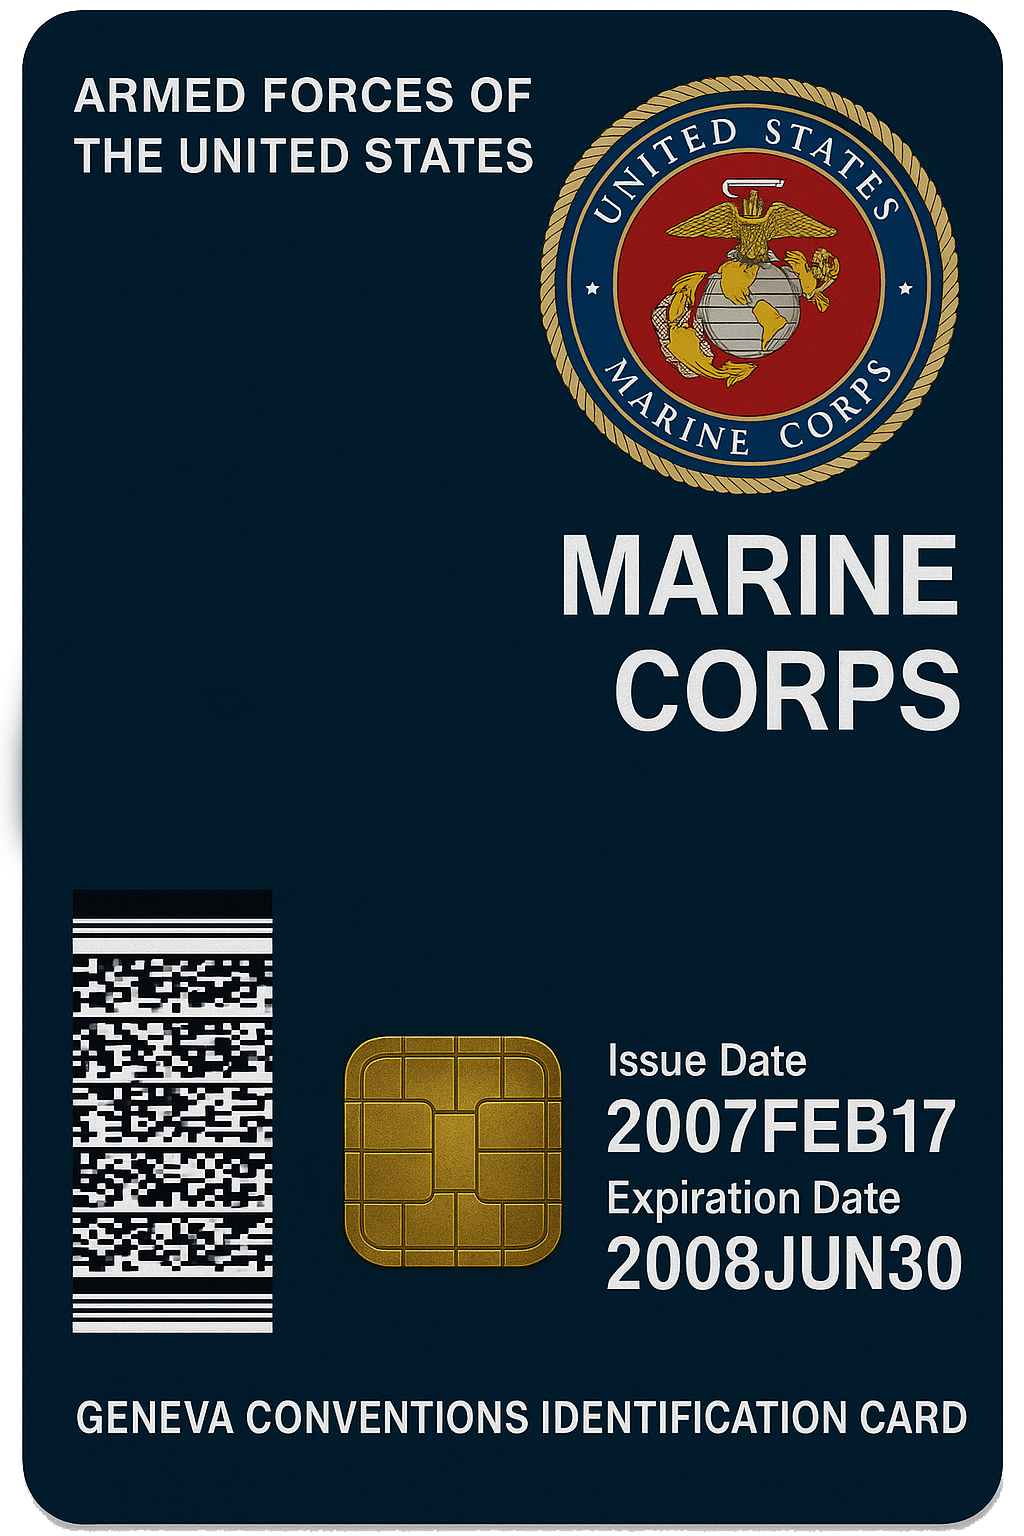 ARMED FORCES OF
THE UNITED STATES
UNITED STATES
MARINE CORPS
MARINE
CORPS
Issue Date
2007FEB17
Expiration Date
2008JUN30
GENEVA CONVENTIONS IDENTIFICATION CARD